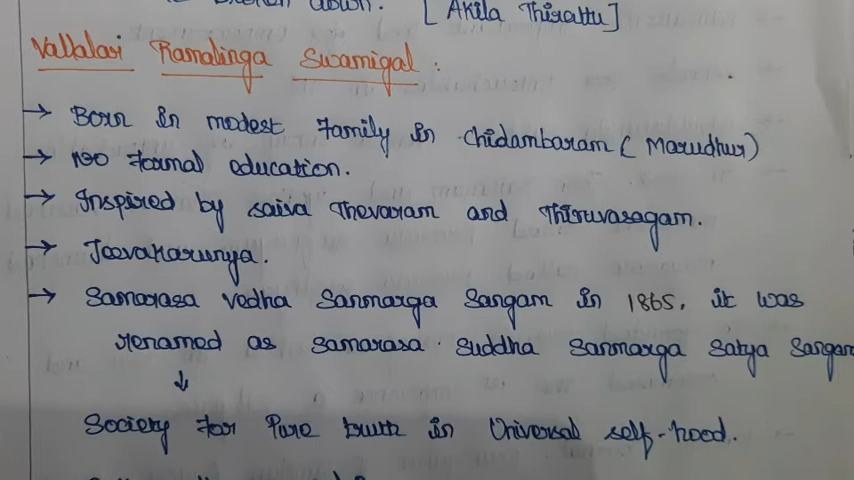 down. [Akila Thirattu]
Vallalar Ramalinga Swamigal :
→ Born in modest family in Chidambaram (Marudhur)
→ No formal education.
→ Inspired by saiva Thevaram and Thiruvasagam.
→ Jeevakarunya.
→ Samarasa Vedha Sanmarga Sangam in 1865. it was
renamed as Samarasa Suddha Sanmarga Satya Sangam
↓
Society for Pure truth in Universal self-hood.